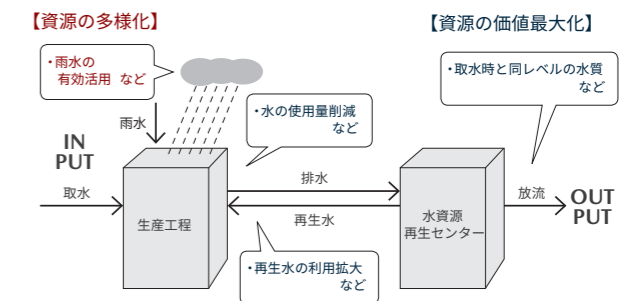 【資源の多様化】
【資源の価値最大化】
・雨水の
有効活用 など
・取水時と同レベルの水質
など
・水の使用量削減
など
雨水
IN
PUT
取水
生産工程
排水
再生水
水資源
再生センター
放流
OUT
PUT
・再生水の利用拡大
など